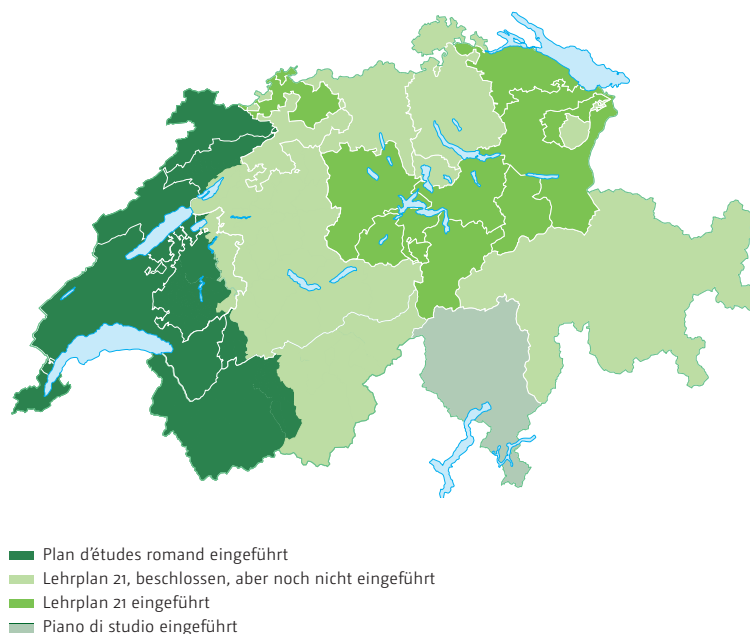 Plan d'études romand eingeführt
Lehrplan 21, beschlossen, aber noch nicht eingeführt
Lehrplan 21 eingeführt
Piano di studio eingeführt